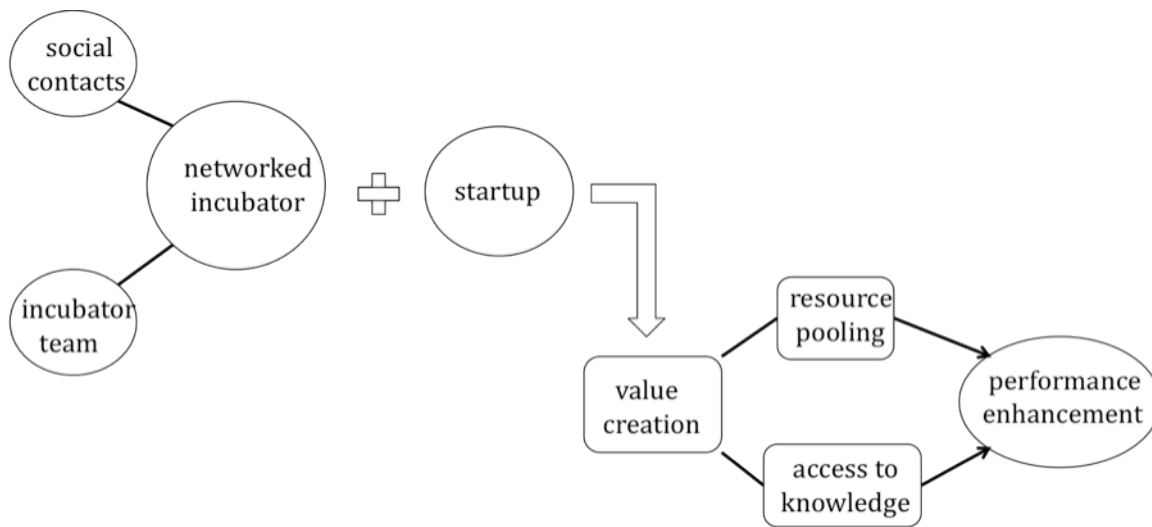 social
contacts
networked
incubator
startup
incubator
team
resource
pooling
value
creation
performance
enhancement
access to
knowledge